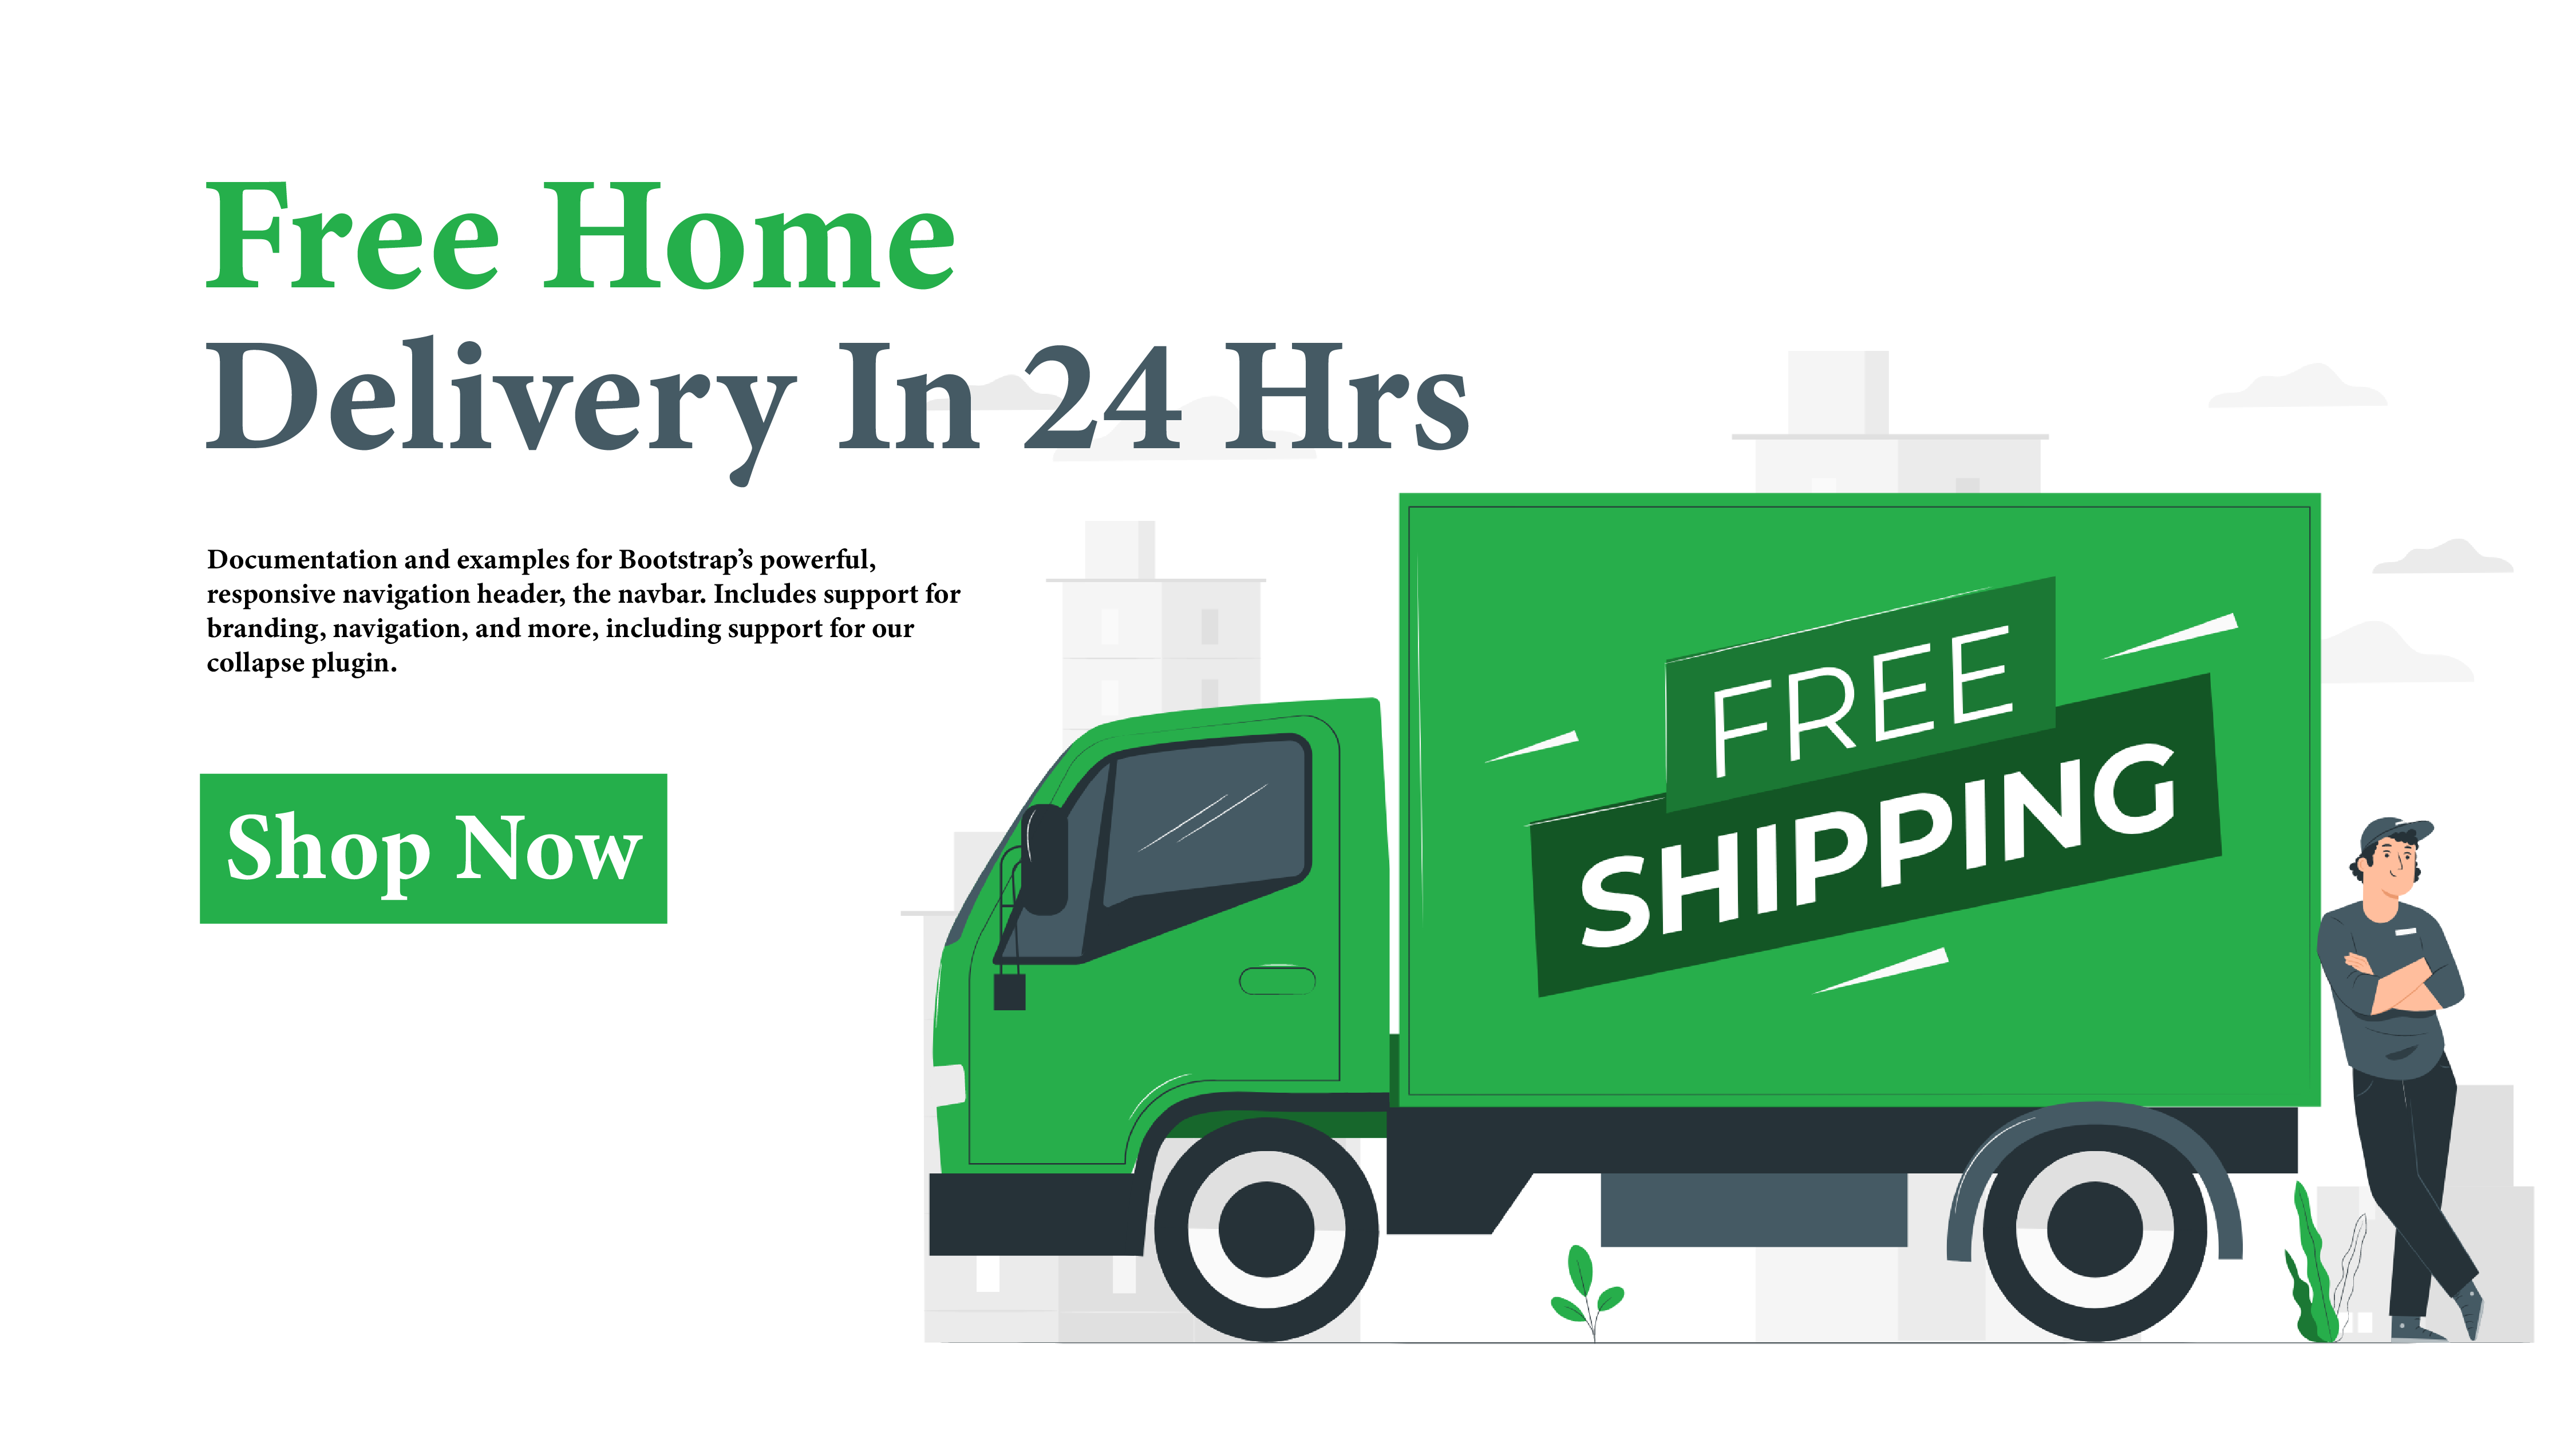 Free Home
Delivery In 24 Hrs
Documentation and examples for Bootstrap’s powerful,
responsive navigation header, the navbar. Includes support for
branding, navigation, and more, including support for our
collapse plugin.
Shop Now
FREE
SHIPPING